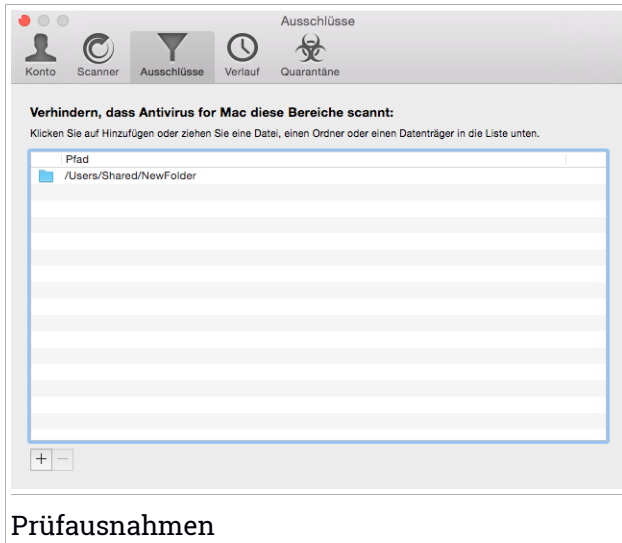 Ausschlüsse
Konto Scanner Ausschlüsse Verlauf Quarantäne
Verhindern, dass Antivirus for Mac diese Bereiche scannt:
Klicken Sie auf Hinzufügen oder ziehen Sie eine Datei, einen Ordner oder einen Datenträger in die Liste unten.
Pfad
/Users/Shared/NewFolder
+ −
Prüfausnahmen